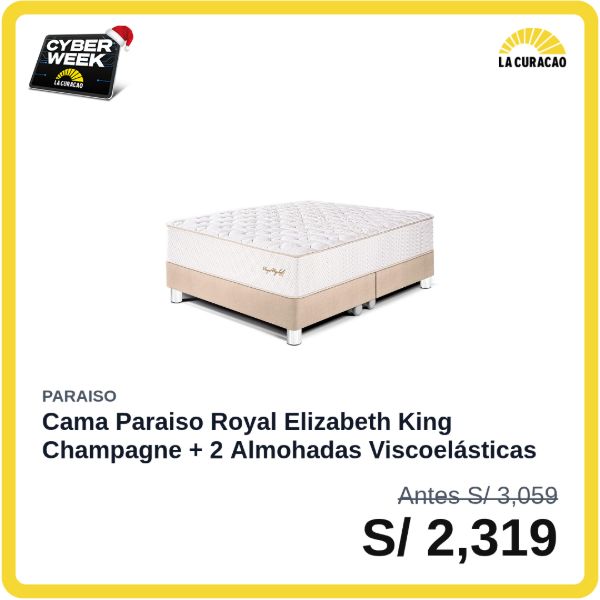 CYBER
WEEK
LA CURACAO
LA CURACAO
PARAISO
Cama Paraiso Royal Elizabeth King
Champagne + 2 Almohadas Viscoelásticas
Antes S/ 3,059
S/ 2,319